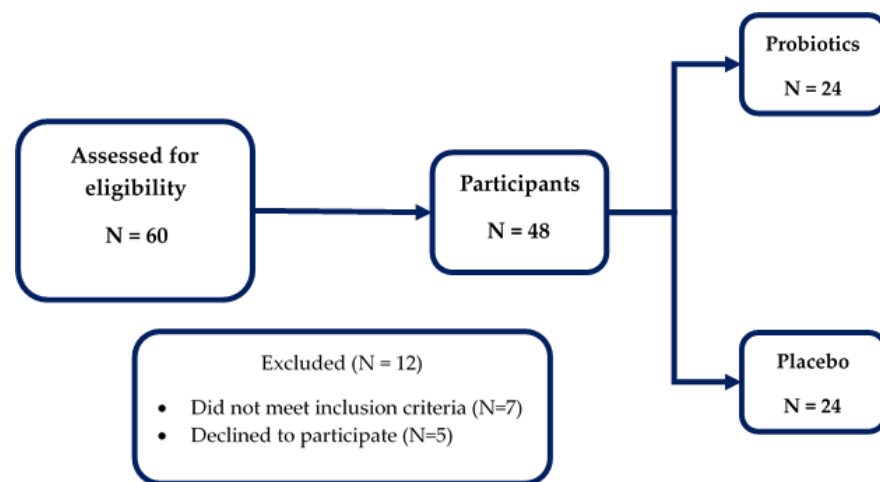 Assessed for
eligibility
N = 60
Participants
N = 48
Probiotics
N = 24
Placebo
N = 24
Excluded (N = 12)
• Did not meet inclusion criteria (N=7)
• Declined to participate (N=5)